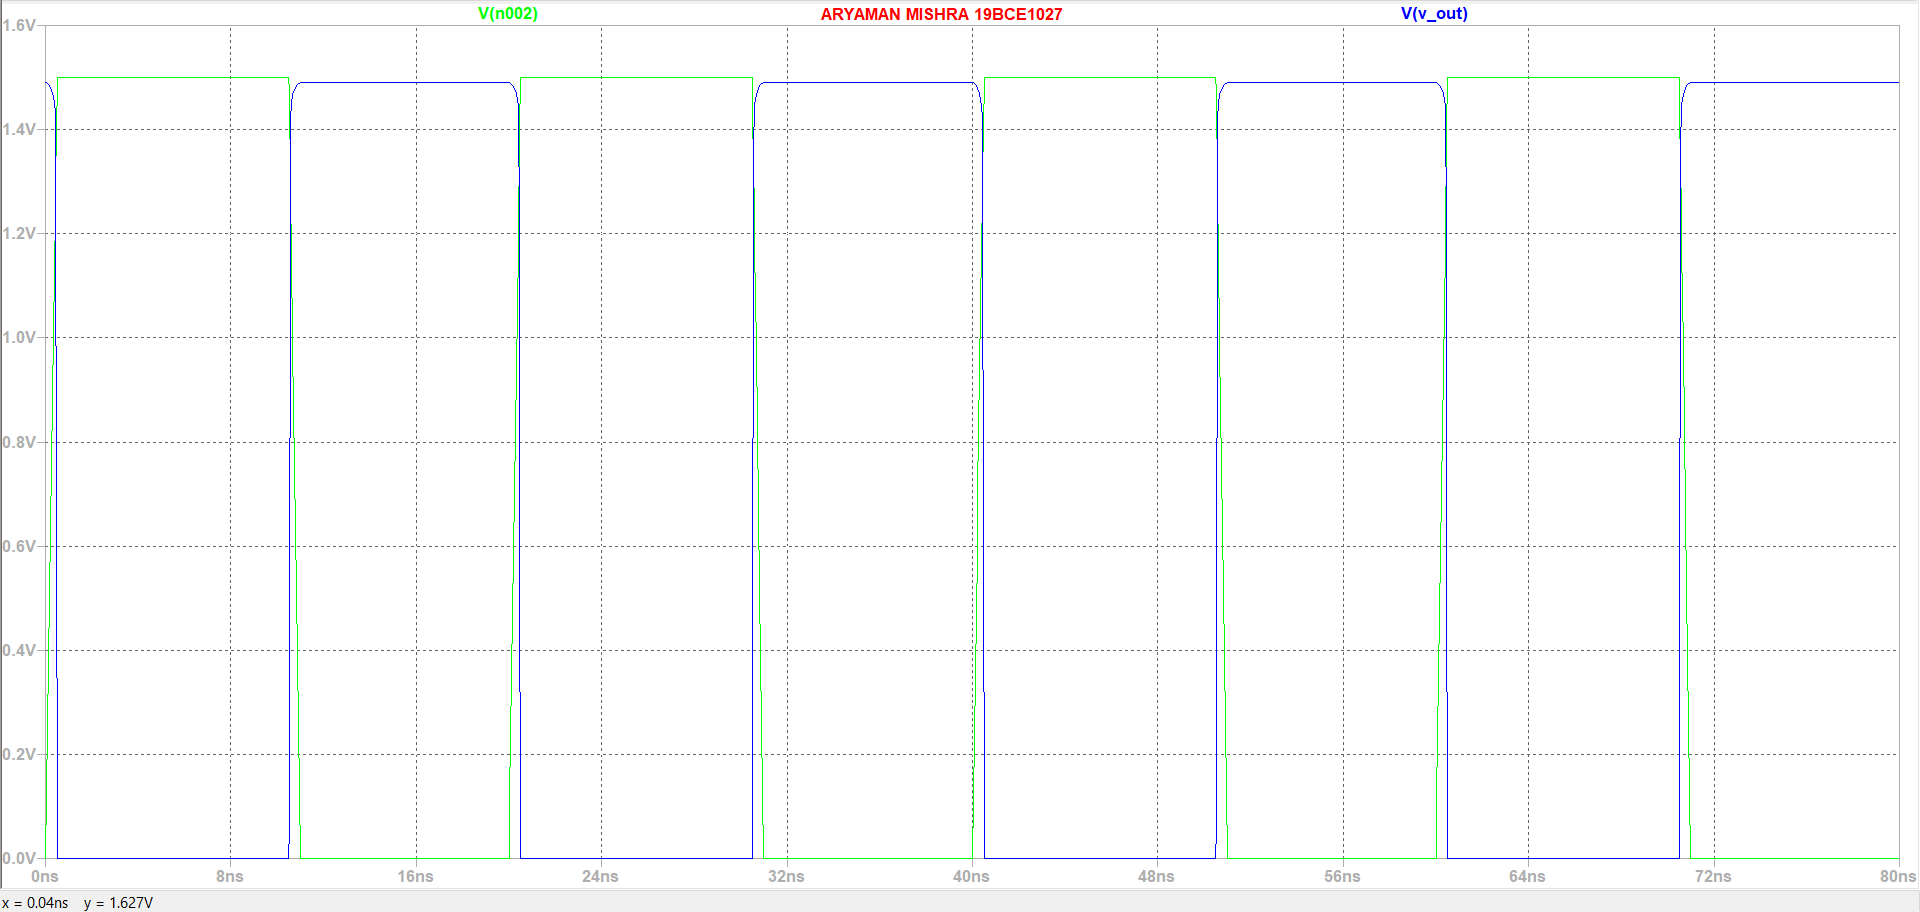 V(n002) ARYAMAN MISHRA 19BCE1027 V(v_out)
1.6V
1.4V
1.2V
1.0V
0.8V
0.6V
0.4V
0.2V
0.0V
0ns 8ns 16ns 24ns 32ns 40ns 48ns 56ns 64ns 72ns 80ns
x = 0.04ns y = 1.627V